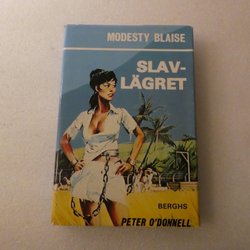 MODESTY BLAISE
SLAV-
LÄGRET
BERGHS
PETER O'DONNELL